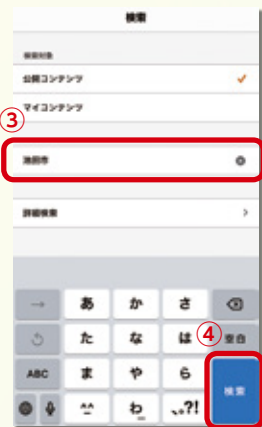 検索
検索対象
公開コンテンツ
マイコンテンツ
③
池田市
詳細検索
→ あ か さ
た な は ④ 空白
ABC ま や ら 検索
^^ わ 、。?!